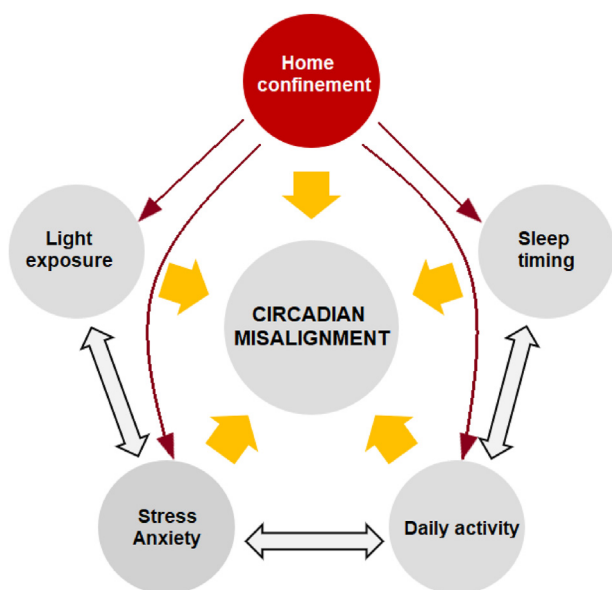 Home
confinement
Light
exposure
Sleep
timing
CIRCADIAN
MISALIGNMENT
Stress
Anxiety
Daily activity